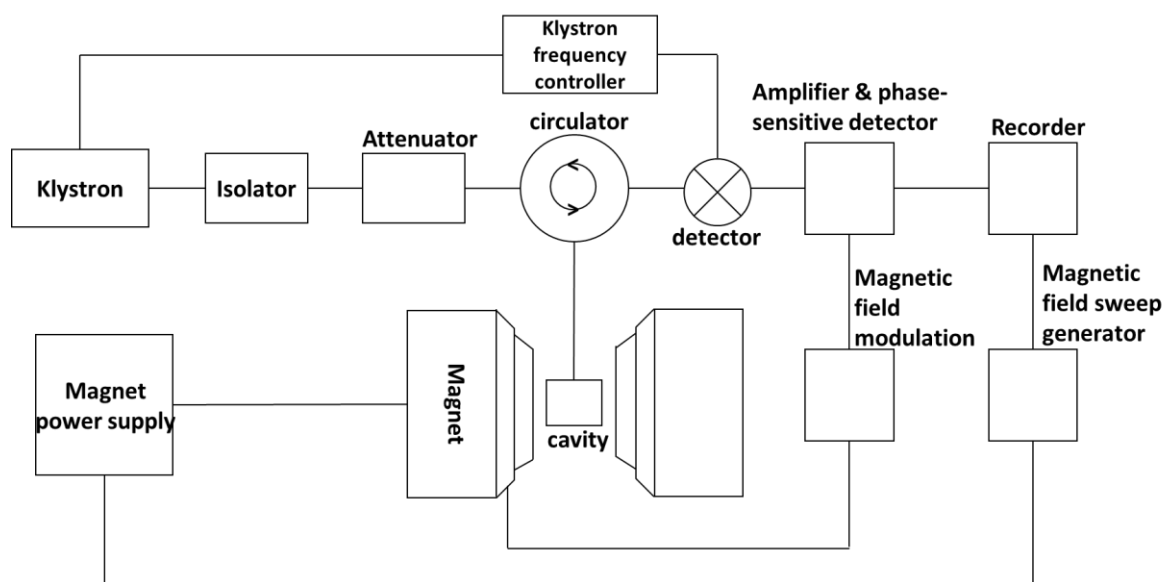 Klystron
frequency
controller
Amplifier & phase-
sensitive detector
Recorder
circulator
Attenuator
Klystron
Isolator
detector
Magnetic
field
modulation
Magnetic
field sweep
generator
Magnet
power supply
Magnet
cavity